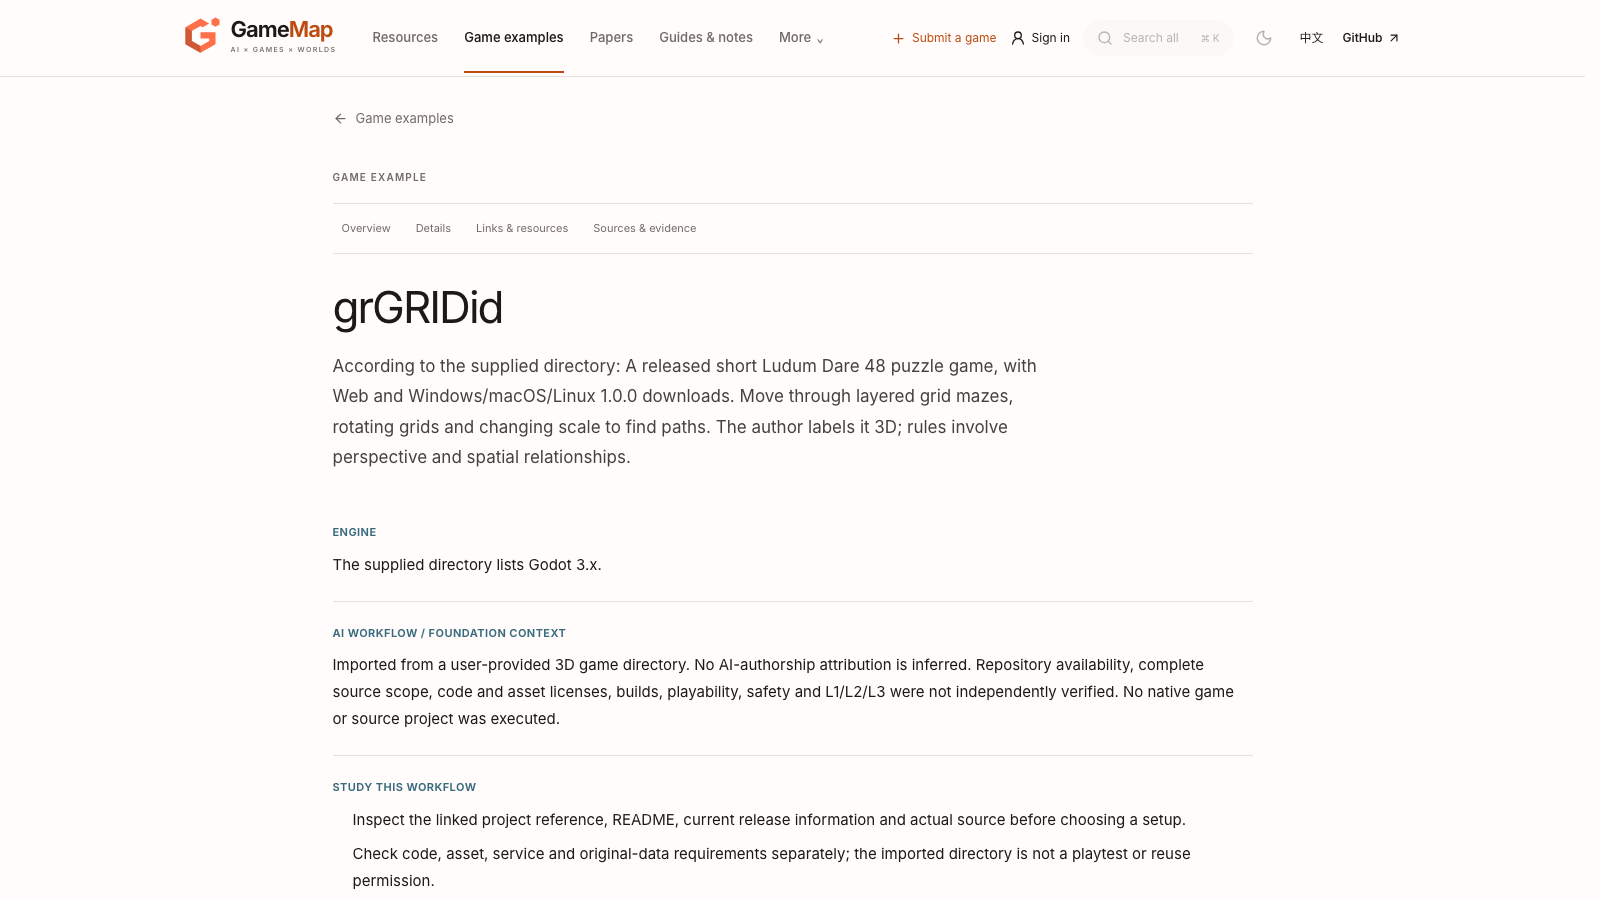 GameMap
AI × GAMES × WORLDS
Resources
Game examples
Papers
Guides & notes
More
Submit a game
Sign in
Search all
⌘ K
中文
GitHub
Game examples
GAME EXAMPLE
Overview
Details
Links & resources
Sources & evidence
grGRIDid
According to the supplied directory: A released short Ludum Dare 48 puzzle game, with
Web and Windows/macOS/Linux 1.0.0 downloads. Move through layered grid mazes,
rotating grids and changing scale to find paths. The author labels it 3D; rules involve
perspective and spatial relationships.
ENGINE
The supplied directory lists Godot 3.x.
AI WORKFLOW / FOUNDATION CONTEXT
Imported from a user-provided 3D game directory. No AI-authorship attribution is inferred. Repository availability, complete
source scope, code and asset licenses, builds, playability, safety and L1/L2/L3 were not independently verified. No native game
or source project was executed.
STUDY THIS WORKFLOW
Inspect the linked project reference, README, current release information and actual source before choosing a setup.
Check code, asset, service and original-data requirements separately; the imported directory is not a playtest or reuse
permission.